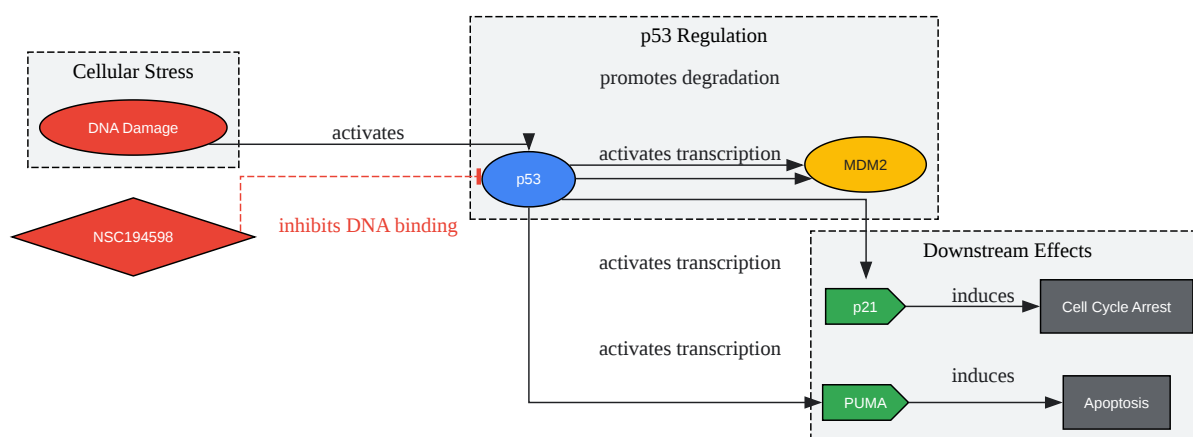 p53 Regulation
Cellular Stress
promotes degradation
DNA Damage
activates
activates transcription
MDM2
p53
NSC194598
inhibits DNA binding
activates transcription
Downstream Effects
p21
induces
Cell Cycle Arrest
activates transcription
PUMA
induces
Apoptosis